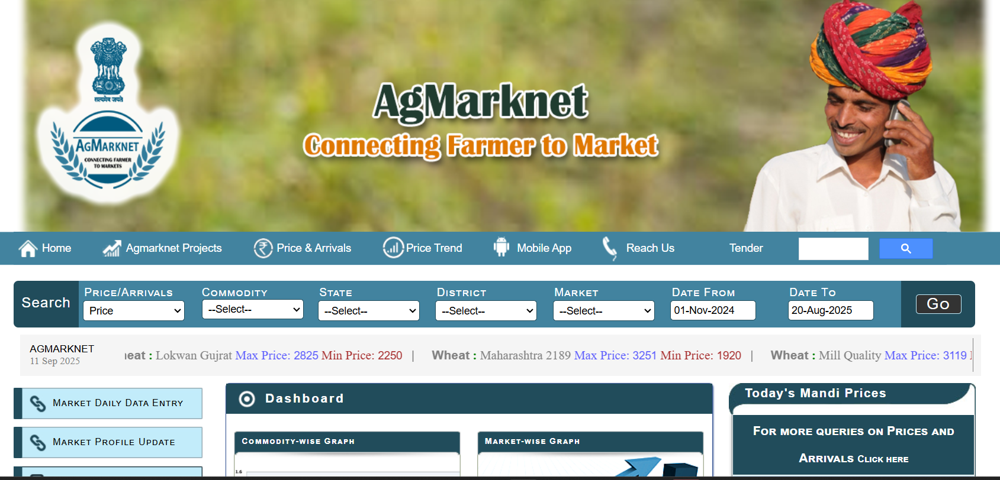 सत्यमेव जयते
AGMARKNET
CONNECTING FARMER
TO MARKETS
AgMarknet
Connecting Farmer to Market
Home
Agmarknet Projects
Price & Arrivals
Price Trend
Mobile App
Reach Us
Tender
Search
PRICE/ARRIVALS
COMMODITY
STATE
DISTRICT
MARKET
DATE FROM
DATE TO
Price
--Select--
--Select--
--Select--
--Select--
01-Nov-2024
20-Aug-2025
Go
AGMARKNET
11 Sep 2025
heat : Lokwan Gujrat Max Price: 2825 Min Price: 2250 | Wheat : Maharashtra 2189 Max Price: 3251 Min Price: 1920 | Wheat : Mill Quality Max Price: 3119
MARKET DAILY DATA ENTRY
MARKET PROFILE UPDATE
Dashboard
COMMODITY-WISE GRAPH
1.6
MARKET-WISE GRAPH
Today's Mandi Prices
FOR MORE QUERIES ON PRICES AND
ARRIVALS CLICK HERE